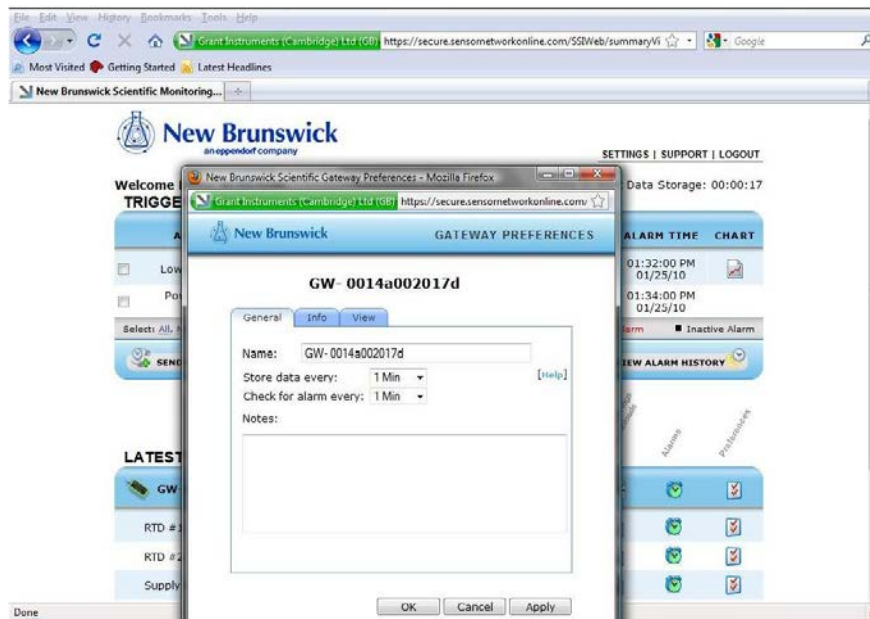 File Edit View History Bookmarks Tools Help
Grant Instruments (Cambridge) Ltd (GB) https://secure.sensornetworkonline.com/SSIWeb/summaryVi
Google
Most Visited Getting Started Latest Headlines
New Brunswick Scientific Monitoring...
New Brunswick
an eppendorf company
SETTINGS | SUPPORT | LOGOUT
Welcome
Data Storage: 00:00:17
TRIGGE
New Brunswick Scientific Gateway Preferences - Mozilla Firefox
Grant Instruments (Cambridge) Ltd (GB) https://secure.sensornetworkonline.com/
New Brunswick
GATEWAY PREFERENCES
A
ALARM TIME CHART
Low
01:32:00 PM
01/25/10
Po
01:34:00 PM
01/25/10
Select: All,
larm
Inactive Alarm
SEND
IEW ALARM HISTORY
GW- 0014a002017d
General Info View
Name: GW- 0014a002017d
Store data every: 1 Min
[Help]
Check for alarm every: 1 Min
Notes:
Alarms
Preferences
LATEST
GW
RTD #1
RTD #2
Supply
OK Cancel Apply
Done